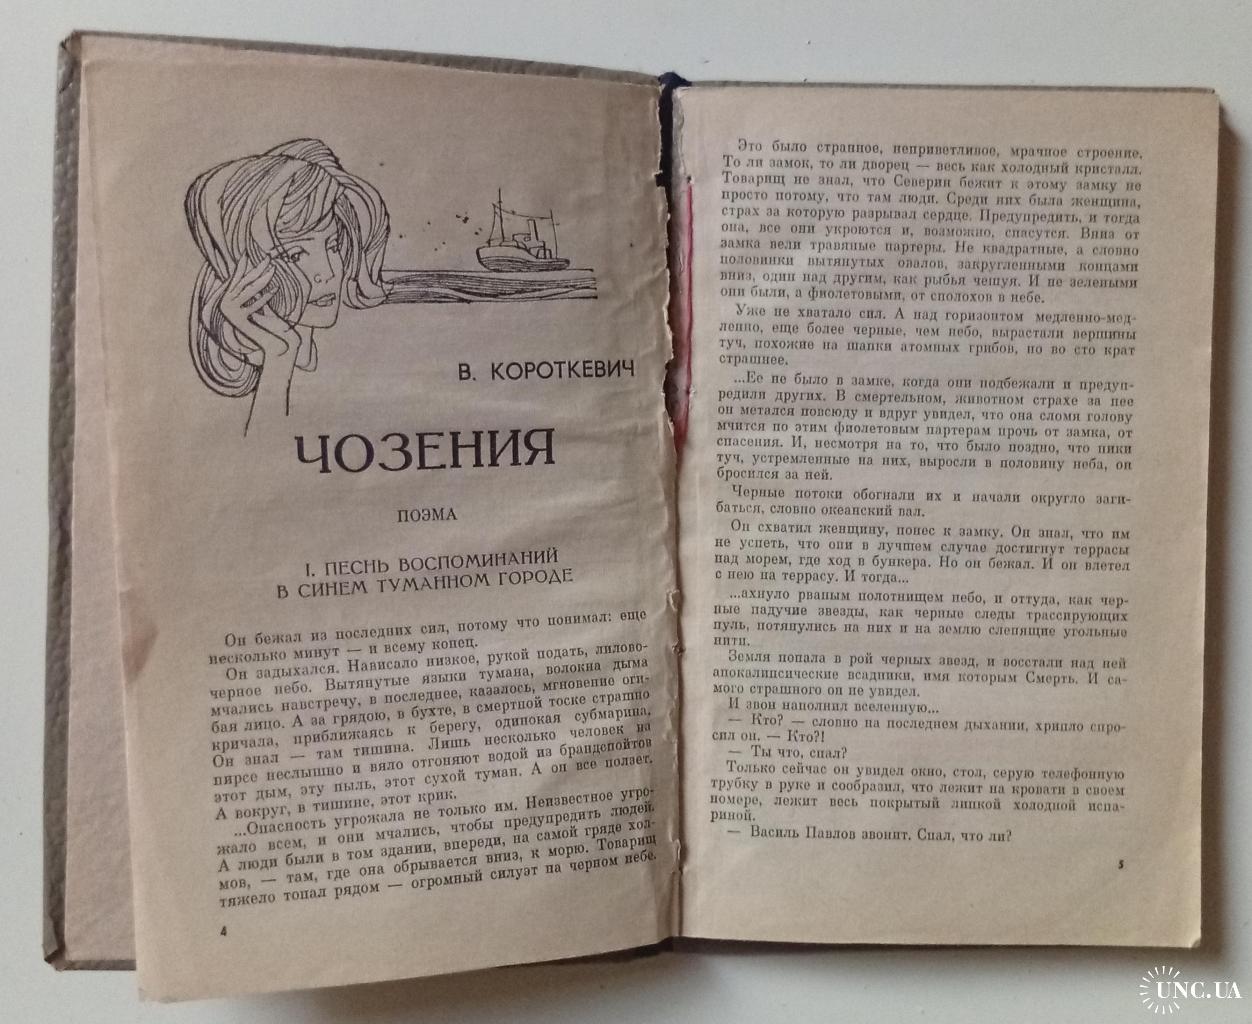 В. КОРОТКЕВИЧ
ЧОЗЕНИЯ
ПОЭМА
I. ПЕСНЬ ВОСПОМИНАНИЙ
В СИНЕМ ТУМАННОМ ГОРОДЕ
Он бежал из последних сил, потому что понимал: еще
несколько минут — и всему конец.
Он задыхался. Нависало низкое, рукой подать, лилово-
черное небо. Вытянутые языки тумана, волокна дыма
мчались навстречу, в последнее, казалось, мгновение оги-
бая лицо. А за грядою, в бухте, в смертной тоске страшно
кричала, приближаясь к берегу, одинокая субмарина.
Он знал — там тишина. Лишь несколько человек на
пирсе неслышно и вяло отгоняют водой из брандспойтов
этот дым, эту пыль, этот сухой туман. А он все ползет.
А вокруг, в тишине, этот крик.
...Опасность угрожала не только им. Неизвестное угро-
жало всем, и они мчались, чтобы предупредить людей.
А люди были в том здании, впереди, на самой гряде хол-
мов, — там, где она обрывается вниз, к морю. Товарищ
тяжело топал рядом — огромный силуэт на черном небе.
4
Это было странное, неприветливое, мрачное строение.
То ли замок, то ли дворец — весь как холодный кристалл.
Товарищ не знал, что Северин бежит к этому замку не
просто потому, что там люди. Среди них была женщина,
страх за которую разрывал сердце. Предупредить, и тогда
она, все они укроются и, возможно, спасутся. Вниз от
замка вели травяные партеры. Не квадратные, а словно
половинки вытянутых овалов, закругленными концами
вниз, один над другим, как рыбья чешуя. И не зелеными
они были, а фиолетовыми, от сполохов в небе.
Уже не хватало сил. А над горизонтом медленно-мед-
ленно, еще более черные, чем небо, вырастали вершины
туч, похожие на шапки атомных грибов, но во сто крат
страшнее.
...Ее не было в замке, когда они подбежали и предуп-
редили других. В смертельном, животном страхе за нее
он метался повсюду и вдруг увидел, что она сломя голову
мчится по этим фиолетовым партерам прочь от замка, от
спасения. И, несмотря на то, что было поздно, что пики
туч, устремленные на них, выросли в половину неба, он
бросился за ней.
Черные потоки обогнали их и начали округло заги-
баться, словно океанский вал.
Он схватил женщину, понес к замку. Он знал, что им
не успеть, что они в лучшем случае достигнут террасы
над морем, где ход в бункера. Но он бежал. И он влетел
с нею на террасу. И тогда...
...ахнуло рваным полотнищем небо, и оттуда, как чер-
ные падучие звезды, как черные следы трассирующих
пуль, потянулись на них и на землю слепящие угольные
нити.
Земля попала в рой черных звезд, и восстали над ней
апокалипсические всадники, имя которым Смерть. И са-
мого страшного он не увидел.
И звон наполнил вселенную...
— Кто? — словно на последнем дыхании, хрипло спро-
сил он. — Кто?!
— Ты что, спал?
Только сейчас он увидел окно, стол, серую телефонную
трубку в руке и сообразил, что лежит на кровати в своем
номере, лежит весь покрытый липкой холодной испа-
риной.
— Василь Павлов звонит. Спал, что ли?
5
UNC.UA